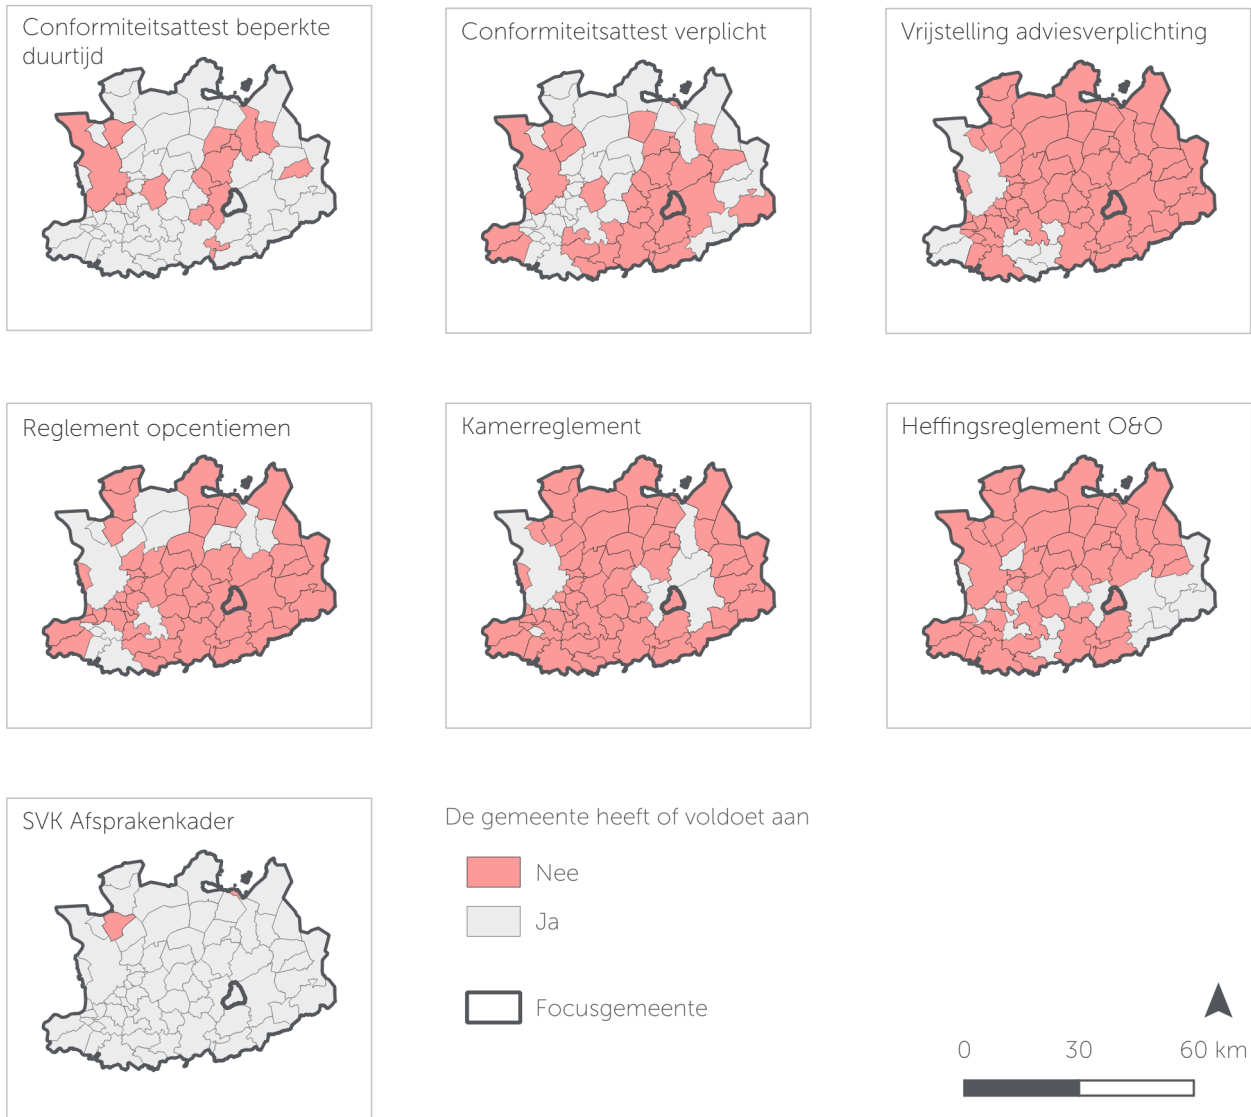 Conformiteitsattest beperkte
duurtijd
Conformiteitsattest verplicht
Vrijstelling adviesverplichting
Reglement opcentiemen
Kamerreglement
Heffingsreglement O&O
SVK Afsprakenkader
De gemeente heeft of voldoet aan
Nee
Ja
Focusgemeente
0 30 60 km